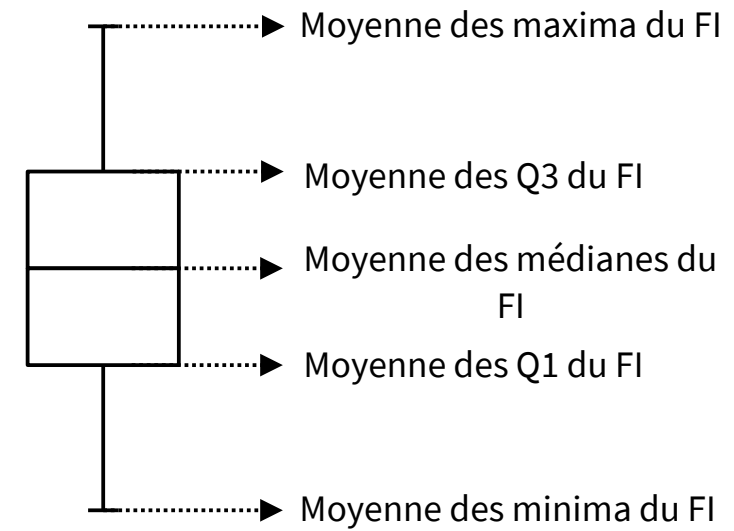 Moyenne des maxima du FI
Moyenne des Q3 du FI
Moyenne des médianes du
FI
Moyenne des Q1 du FI
Moyenne des minima du FI